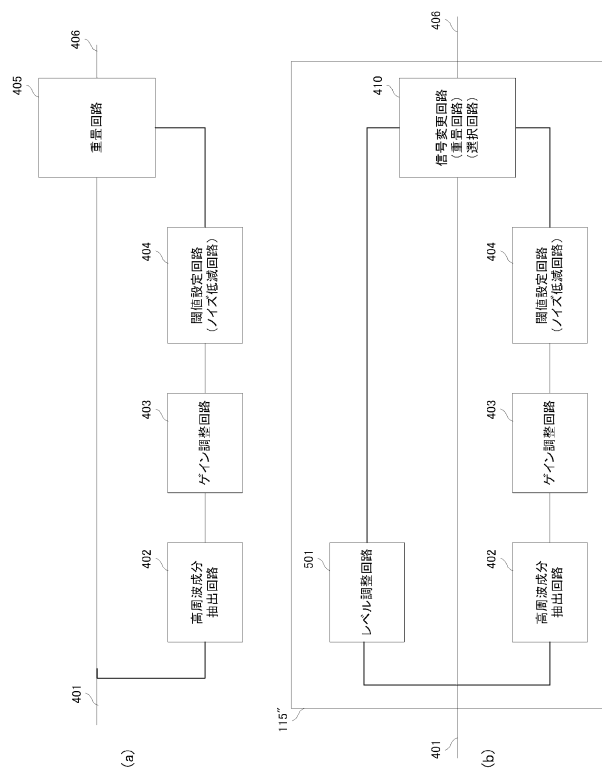 (a)
401
402
高周波成分
抽出回路
403
ゲイン調整回路
404
閾値設定回路
(ノイズ低減回路)
405
重畳回路
406
(b)
401
115″
501
レベル調整回路
402
高周波成分
抽出回路
403
ゲイン調整回路
404
閾値設定回路
(ノイズ低減回路)
410
信号変更回路
(重畳回路)
(選択回路)
406